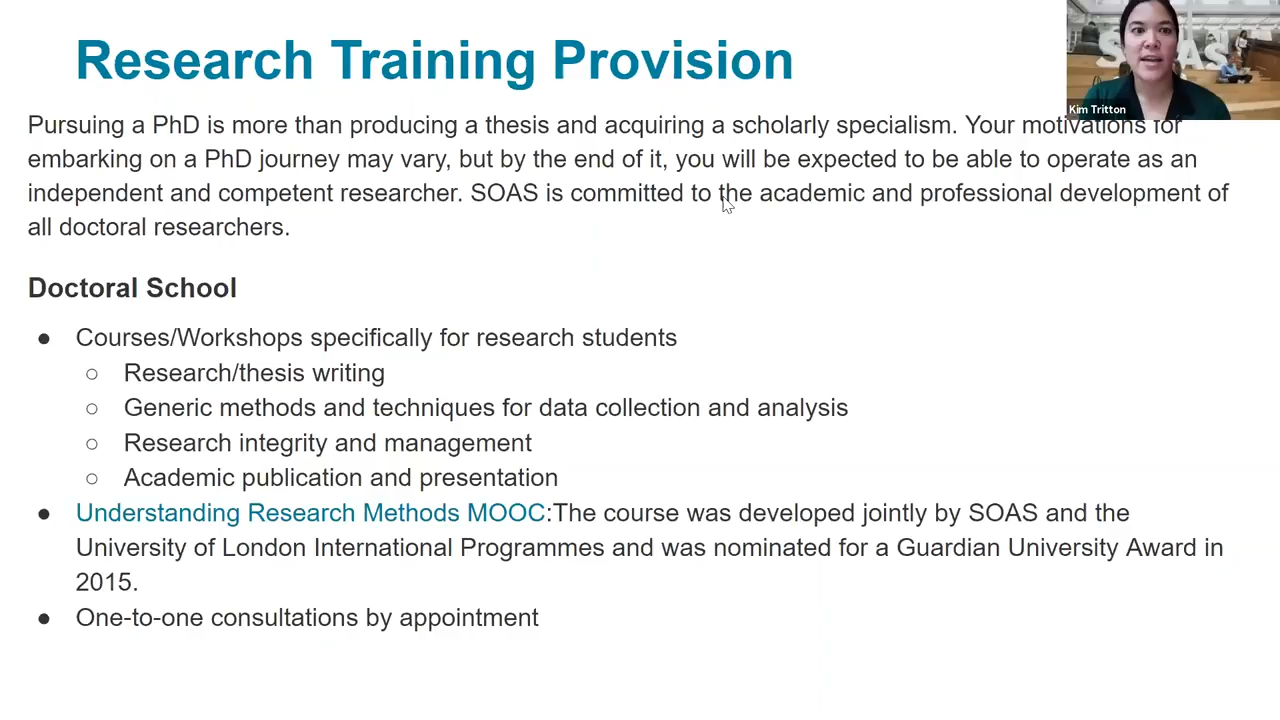 Research Training Provision
SOAS
Kim Tritton
Pursuing a PhD is more than producing a thesis and acquiring a scholarly specialism. Your motivations for
embarking on a PhD journey may vary, but by the end of it, you will be expected to be able to operate as an
independent and competent researcher. SOAS is committed to the academic and professional development of
all doctoral researchers.
Doctoral School
● Courses/Workshops specifically for research students
○ Research/thesis writing
○ Generic methods and techniques for data collection and analysis
○ Research integrity and management
○ Academic publication and presentation
● Understanding Research Methods MOOC:The course was developed jointly by SOAS and the
University of London International Programmes and was nominated for a Guardian University Award in
2015.
● One-to-one consultations by appointment